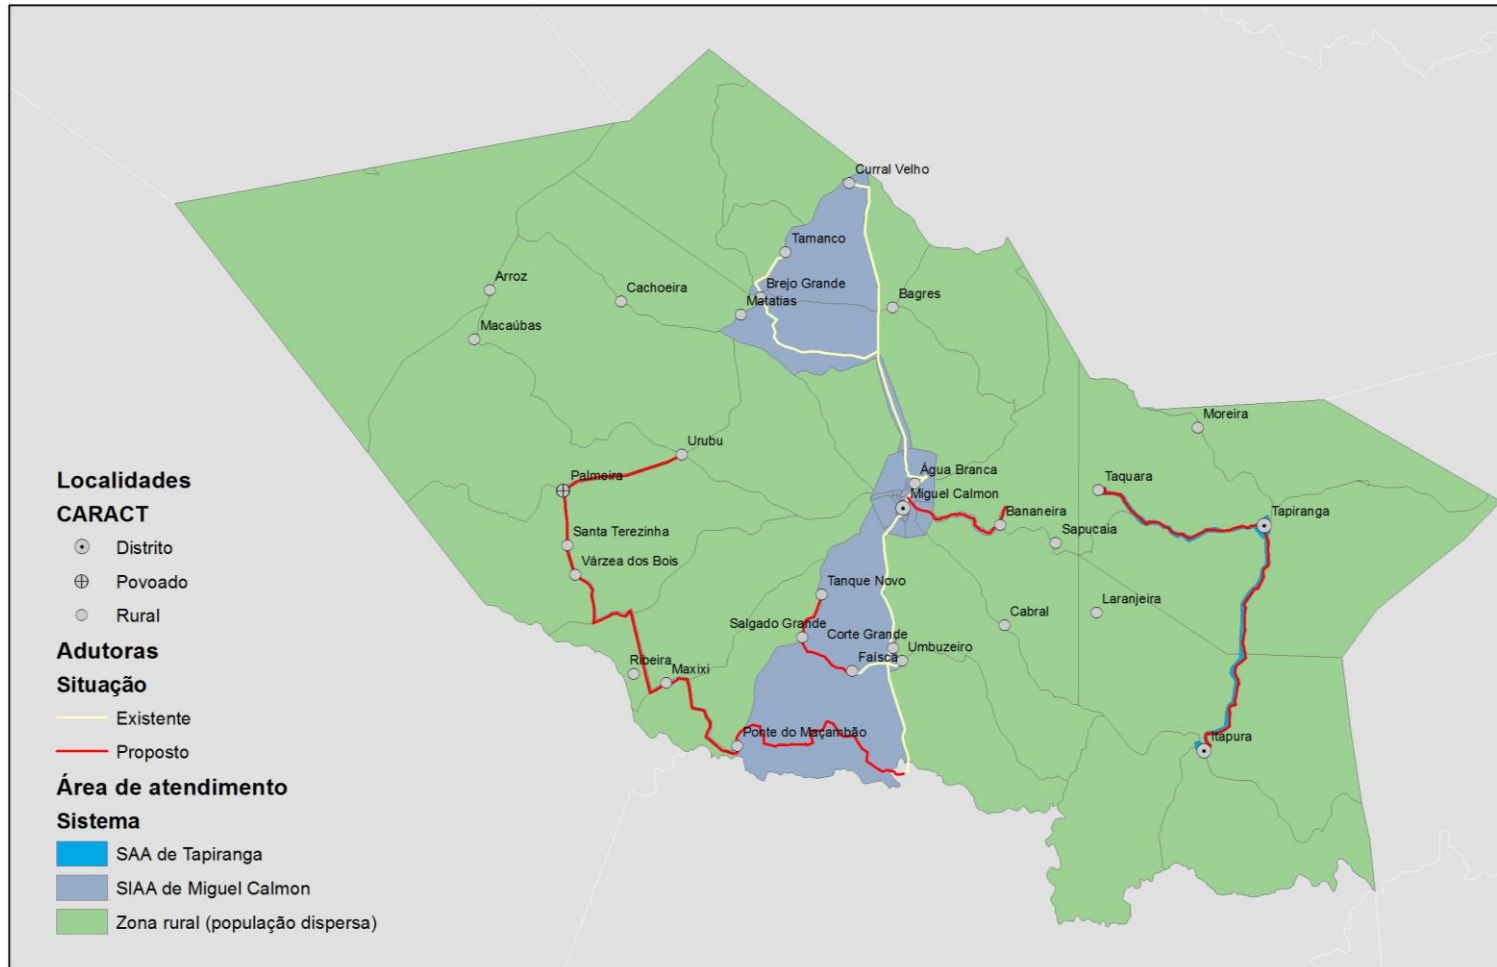 Curral Velho
Tamanco
Arroz
Cachoeira
Brejo Grande
Matatias
Bagres
Macaúbas
Moreira
Urubu
Água Branca
Palmeira
Taquara
Miguel Calmon
Bananeira
Tapiranga
Santa Terezinha
Sapucaia
Várzea dos Bois
Tanque Novo
Laranjeira
Cabral
Salgado Grande
Corte Grande
Umbuzeiro
Faísca
Ribeira
Maxixi
Ponte do Maçambão
Itapura
Localidades
CARACT
Distrito
Povoado
Rural
Adutoras
Situação
Existente
Proposto
Área de atendimento
Sistema
SAA de Tapiranga
SIAA de Miguel Calmon
Zona rural (população dispersa)